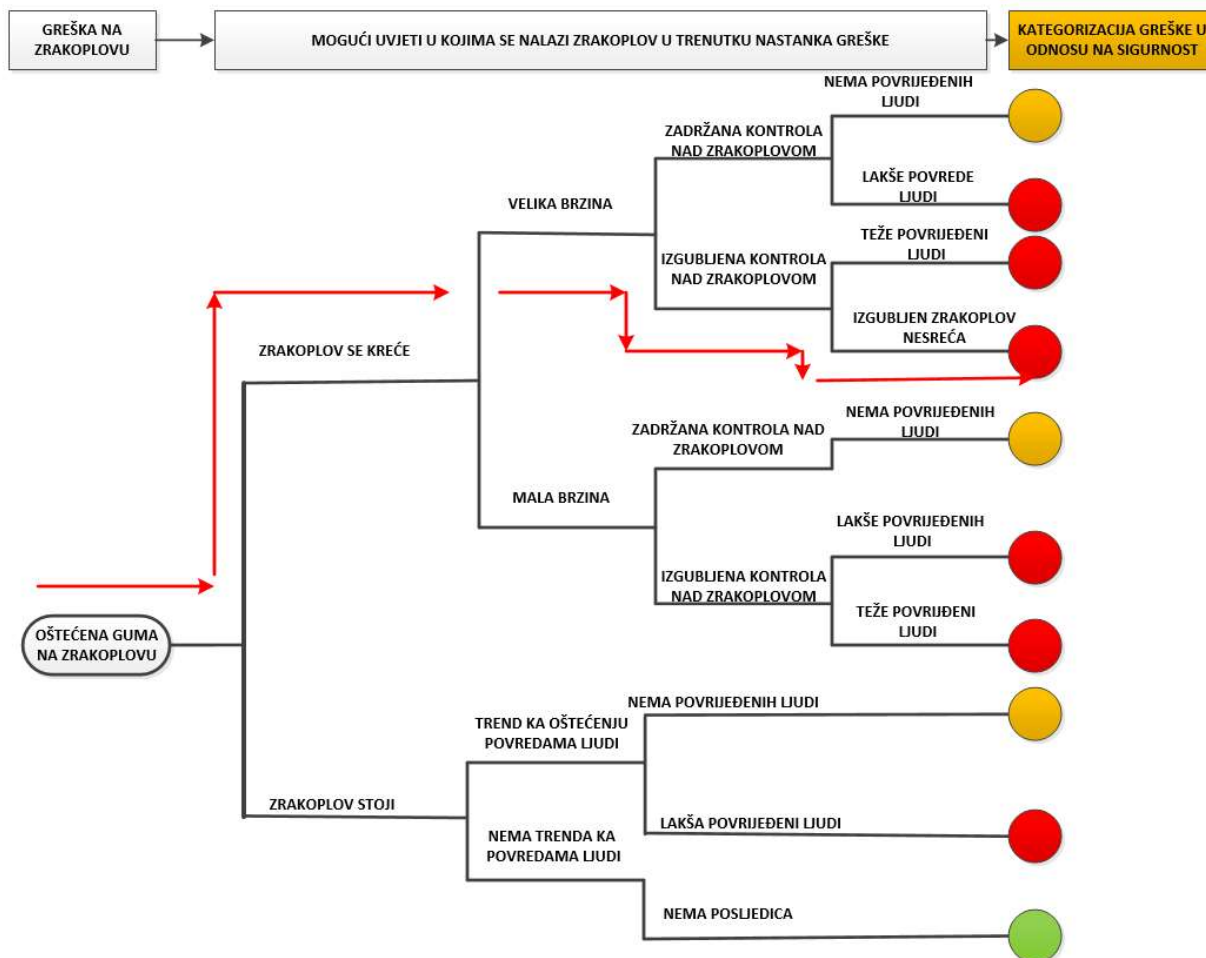 GREŠKA NA
ZRAKOPLOVU
MOGUĆI UVJETI U KOJIMA SE NALAZI ZRAKOPLOV U TRENUTKU NASTANKA GREŠKE
KATEGORIZACIJA GREŠKE U
ODNOSU NA SIGURNOST
NEMA POVRIJEĐENIH
LJUDI
ZADRŽANA KONTROLA
NAD ZRAKOPLOVOM
LAKŠE POVREDE
LJUDI
VELIKA BRZINA
TEŽE POVRIJEĐENI
LJUDI
IZGUBLJENA KONTROLA
NAD ZRAKOPLOVOM
IZGUBLJEN ZRAKOPLOV
NESREĆA
ZRAKOPLOV SE KREĆE
NEMA POVRIJEĐENIH
LJUDI
ZADRŽANA KONTROLA NAD
ZRAKOPLOVOM
MALA BRZINA
LAKŠE POVRIJEĐENIH
LJUDI
IZGUBLJENA KONTROLA
NAD ZRAKOPLOVOM
TEŽE POVRIJĐENI
LJUDI
OŠTEĆENA GUMA
NA ZRAKOPLOVU
NEMA POVRIJEĐENIH LJUDI
TREND KA OŠTEĆENJU
POVREDAMA LJUDI
ZRAKOPLOV STOJI
LAKŠA POVRIJEĐENI LJUDI
NEMA TRENDA KA
POVREDAMA LJUDI
NEMA POSLJEDICA